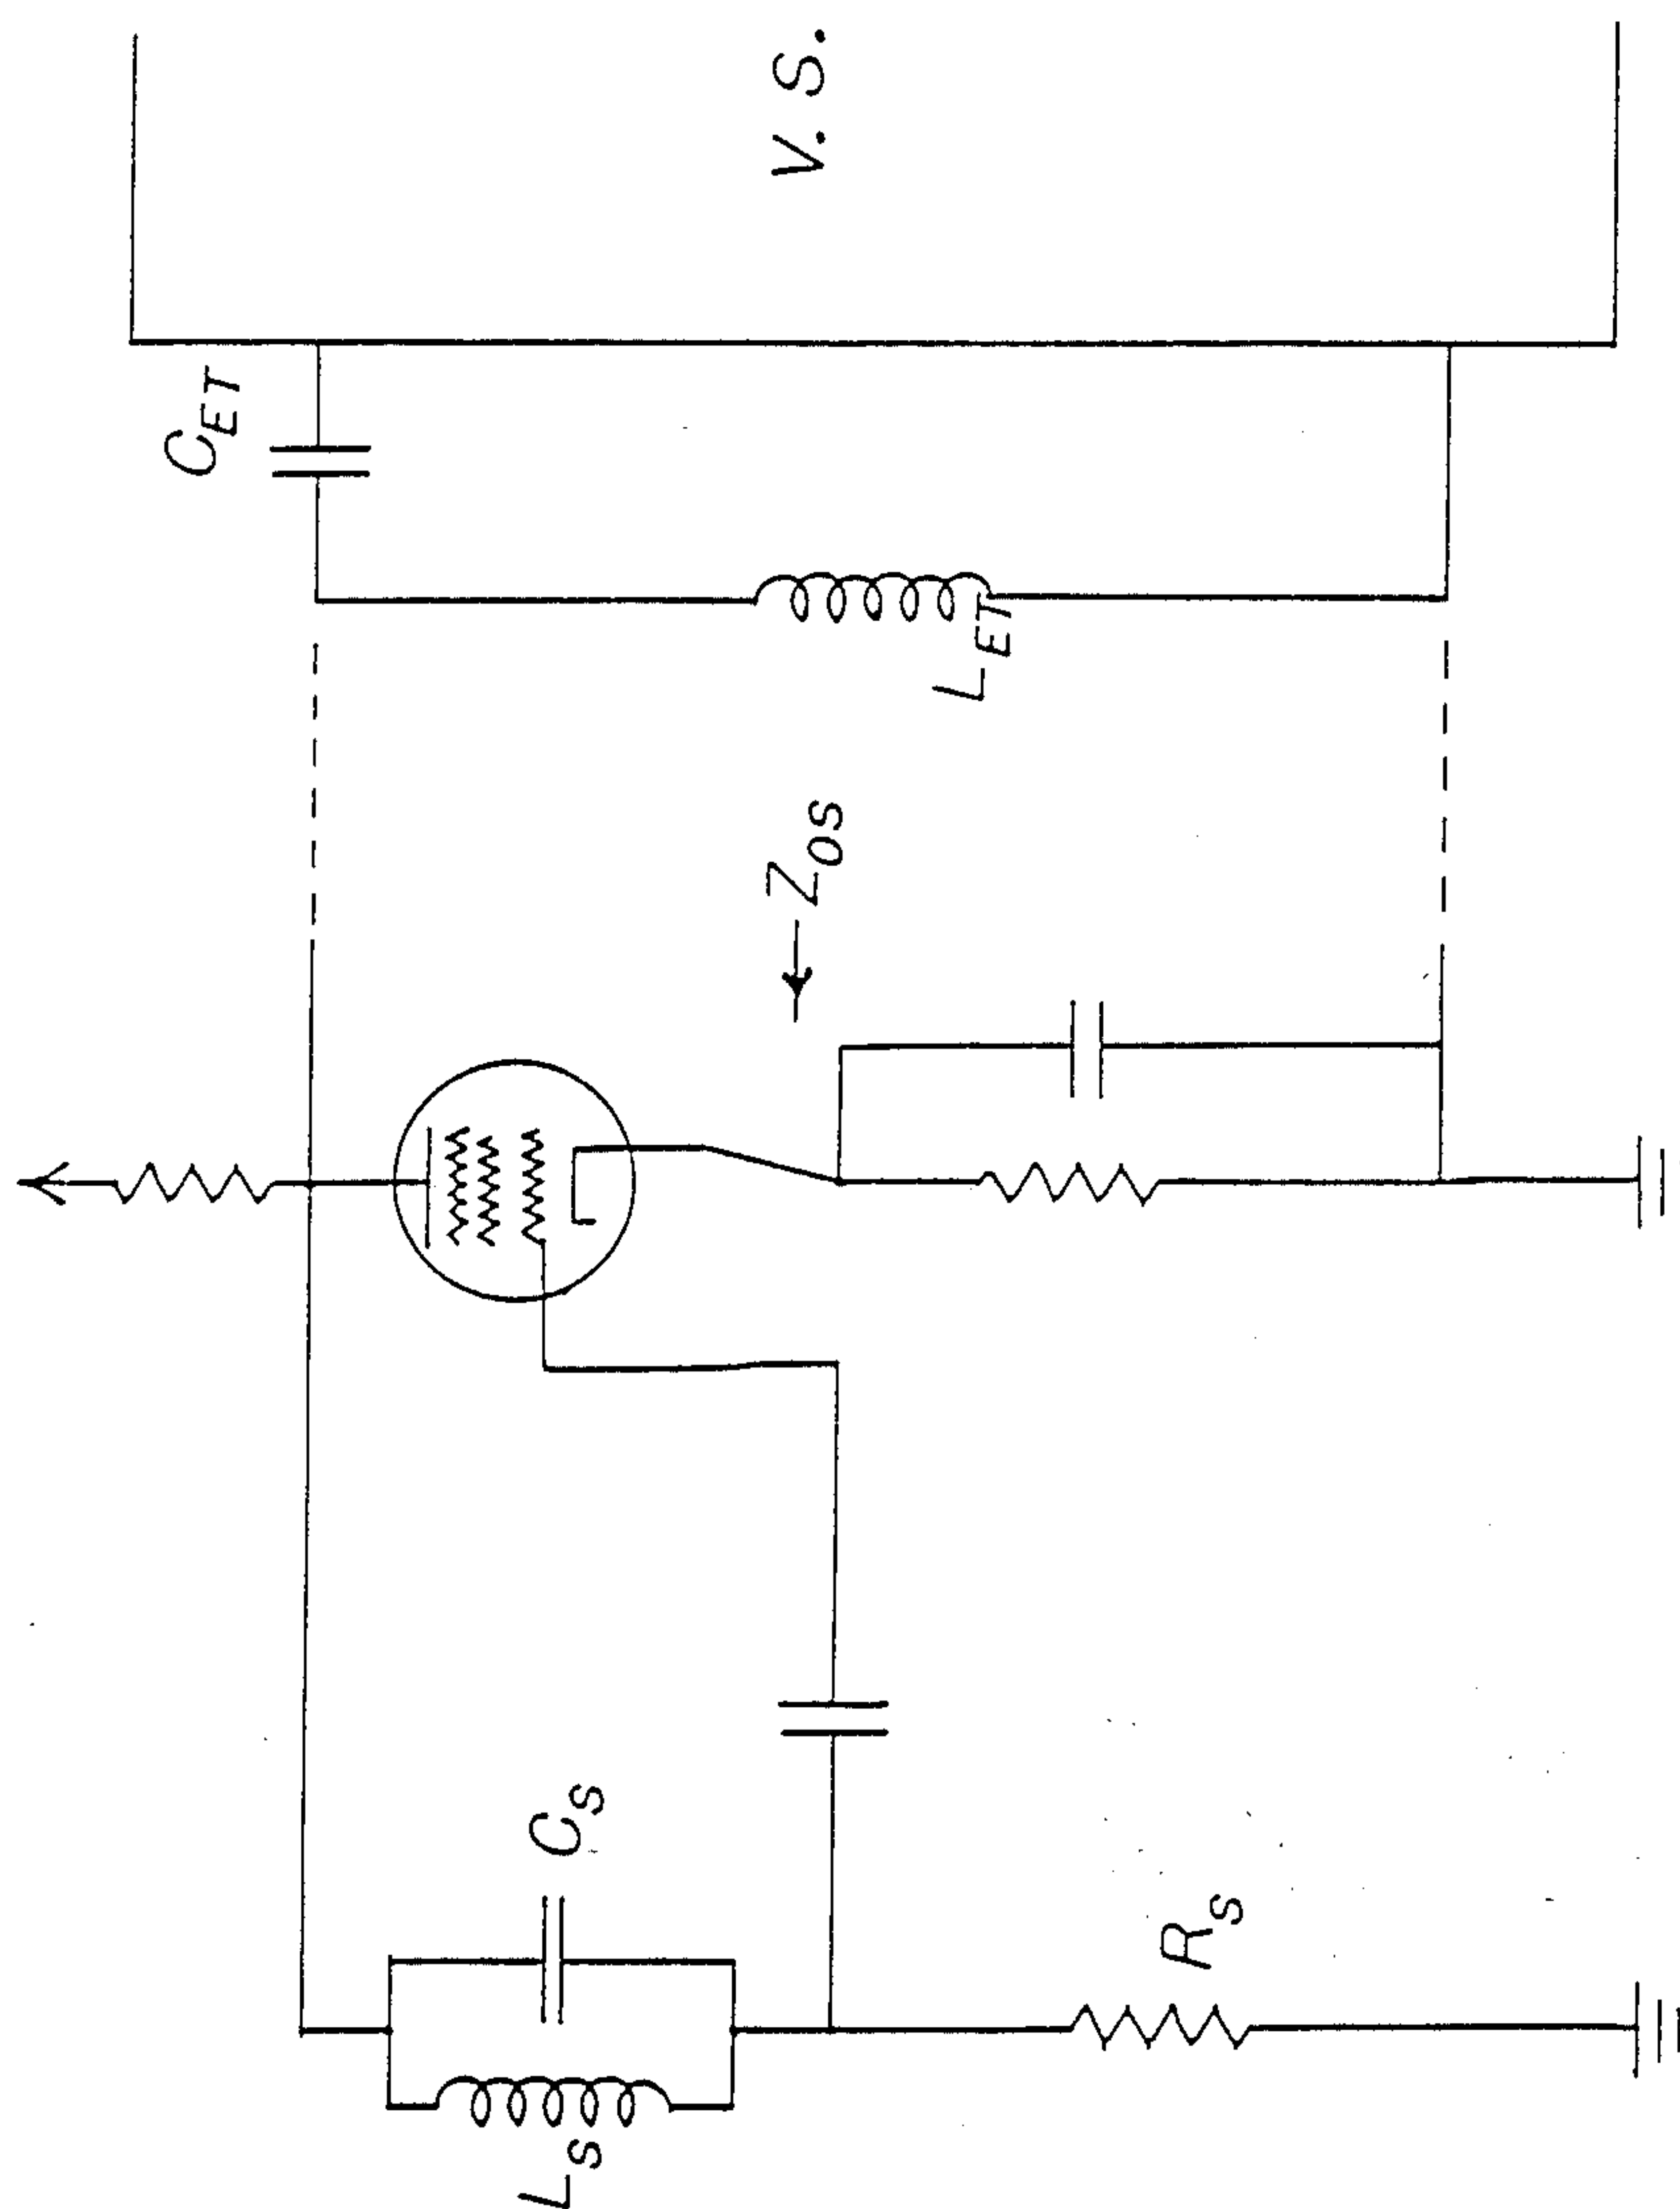 V. S.
C_ET
L_ET
Z_OS
C_S
R_S
L_S